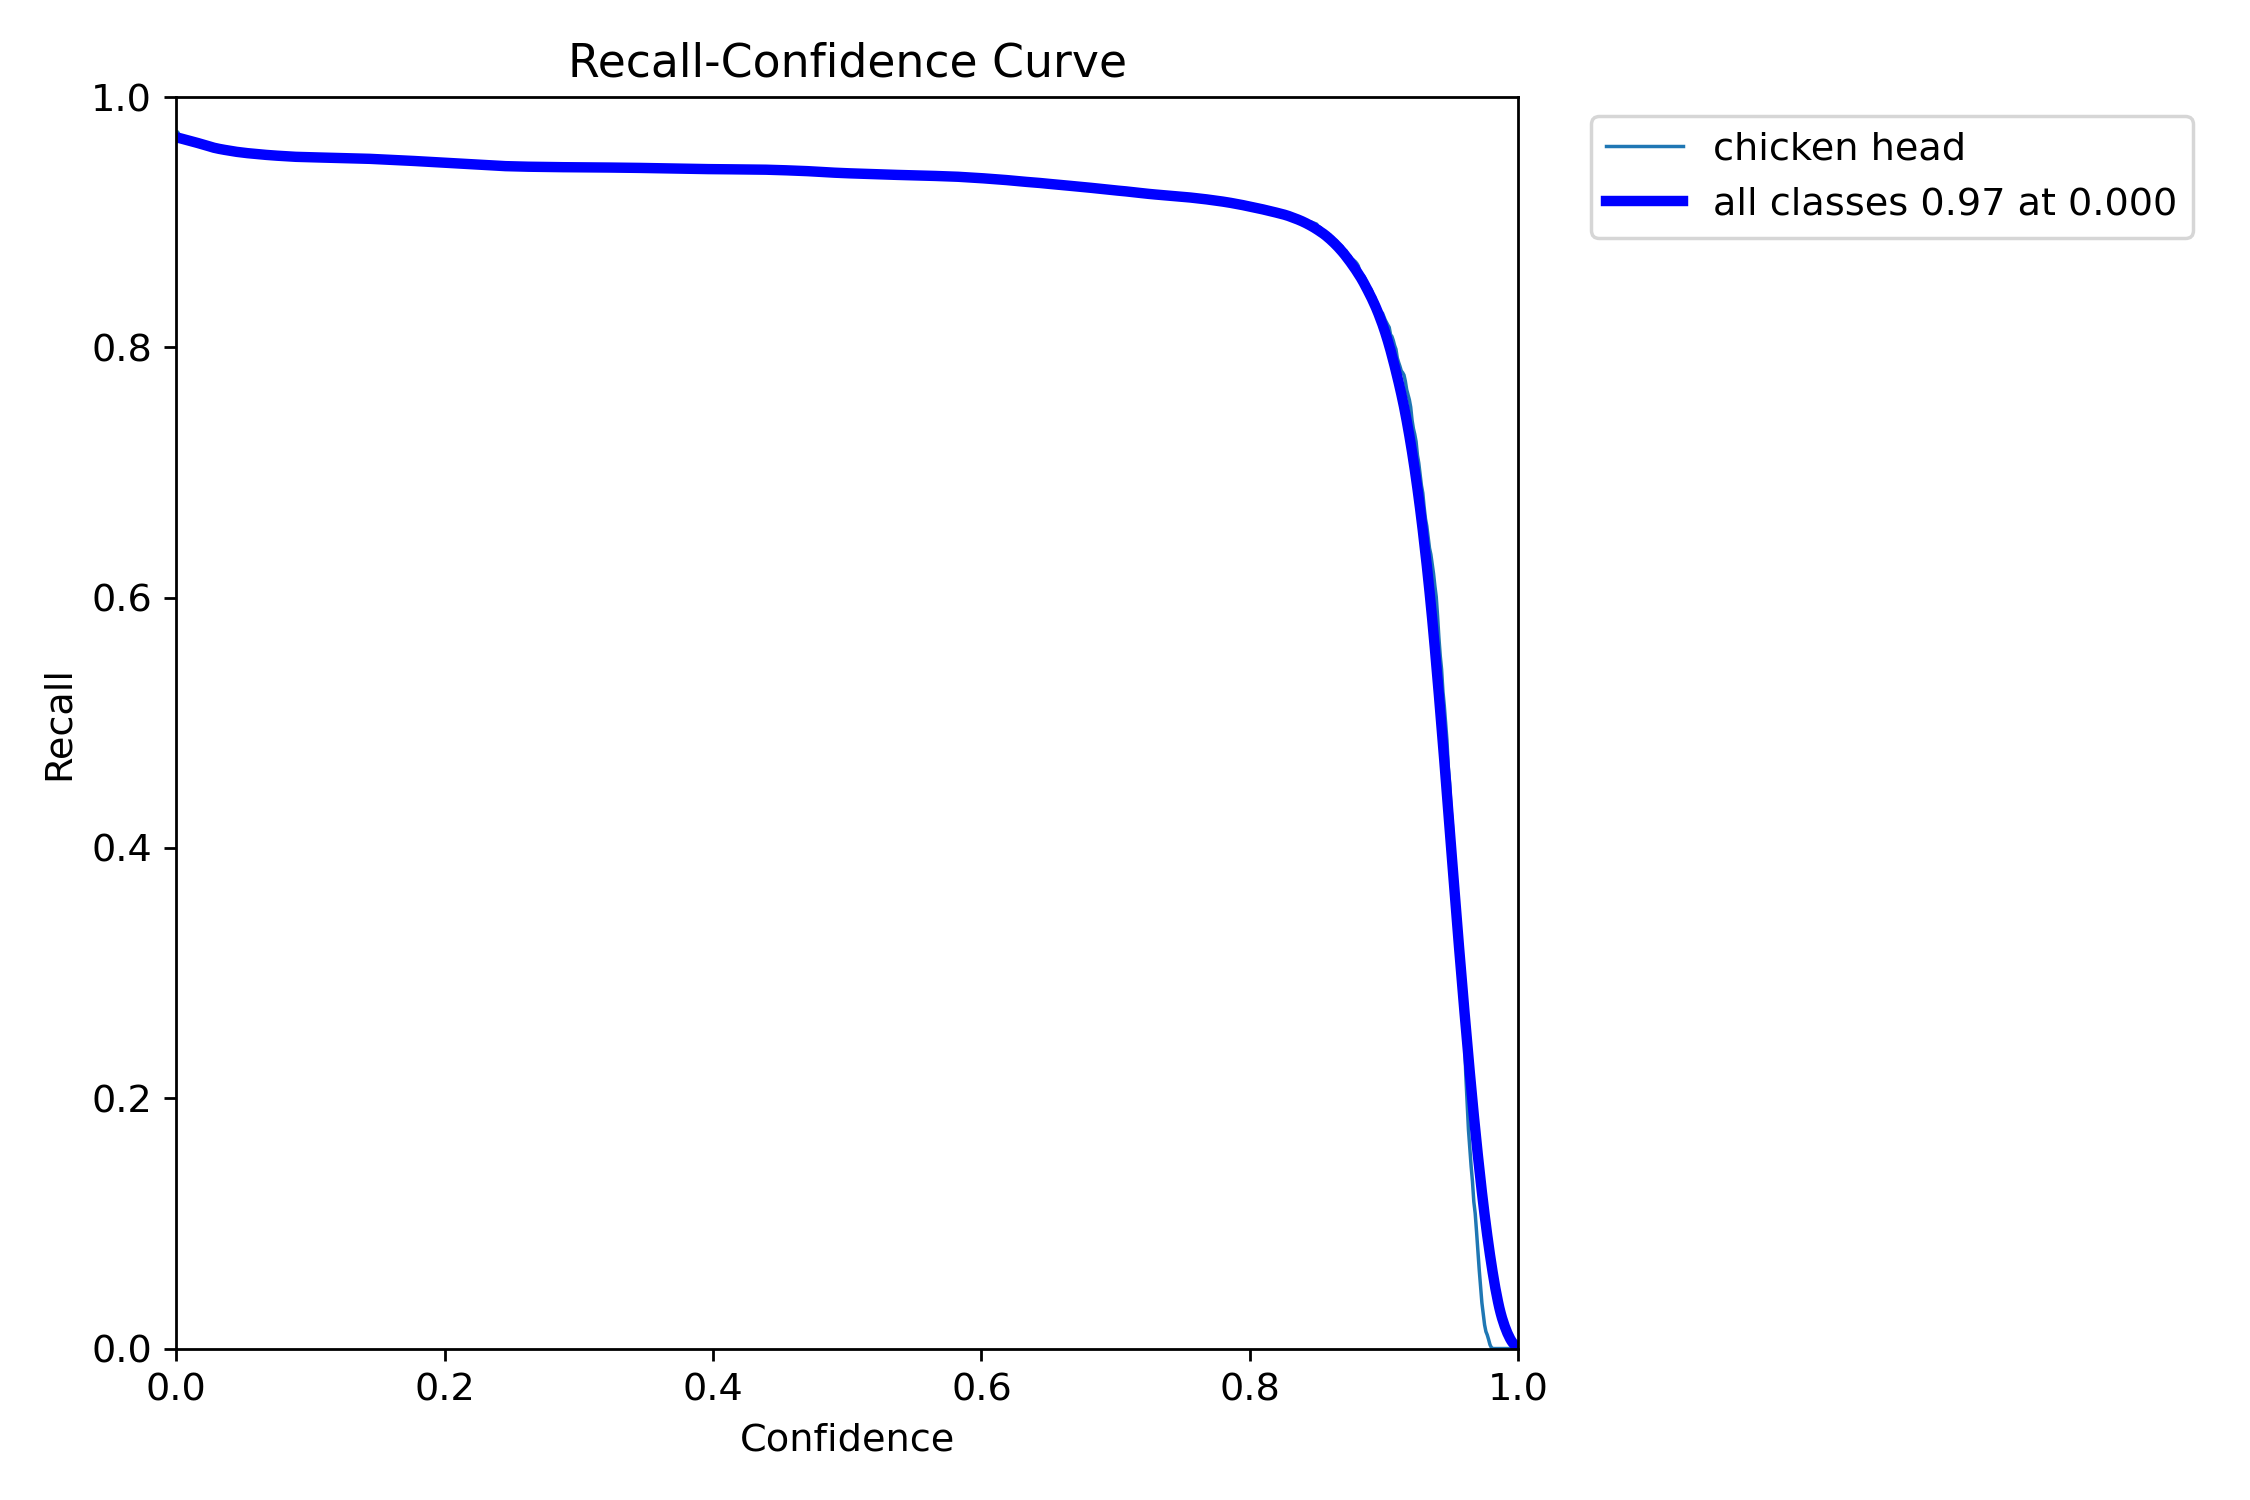 Recall-Confidence Curve
1.0
0.8
0.6
0.4
0.2
0.0
Recall
0.0 0.2 0.4 0.6 0.8 1.0
Confidence
chicken head
all classes 0.97 at 0.000